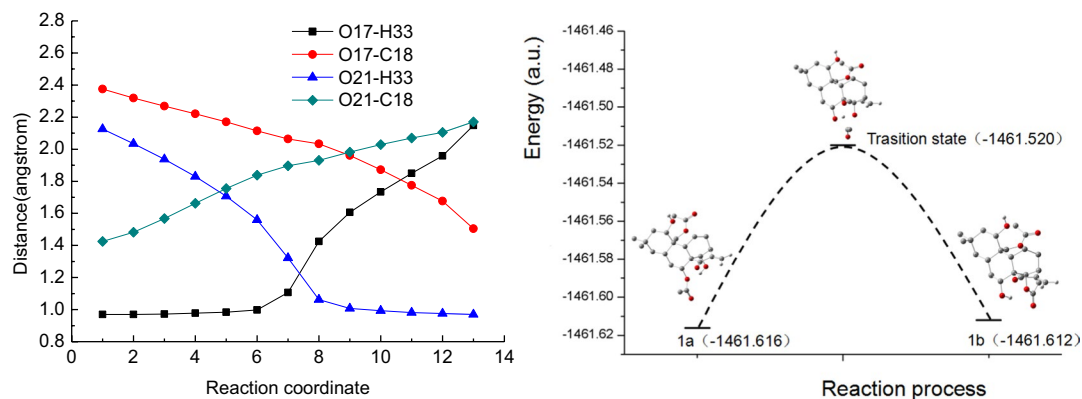 2.8
2.6
2.4
2.2
2.0
1.8
1.6
1.4
1.2
1.0
0.8
Distance(angstrom)
O17-H33
O17-C18
O21-H33
O21-C18
0 2 4 6 8 10 12 14
Reaction coordinate
-1461.46
-1461.48
-1461.50
-1461.52
-1461.54
-1461.56
-1461.58
-1461.60
-1461.62
Energy (a.u.)
Trasition state (-1461.520)
1a (-1461.616)
1b (-1461.612)
Reaction process